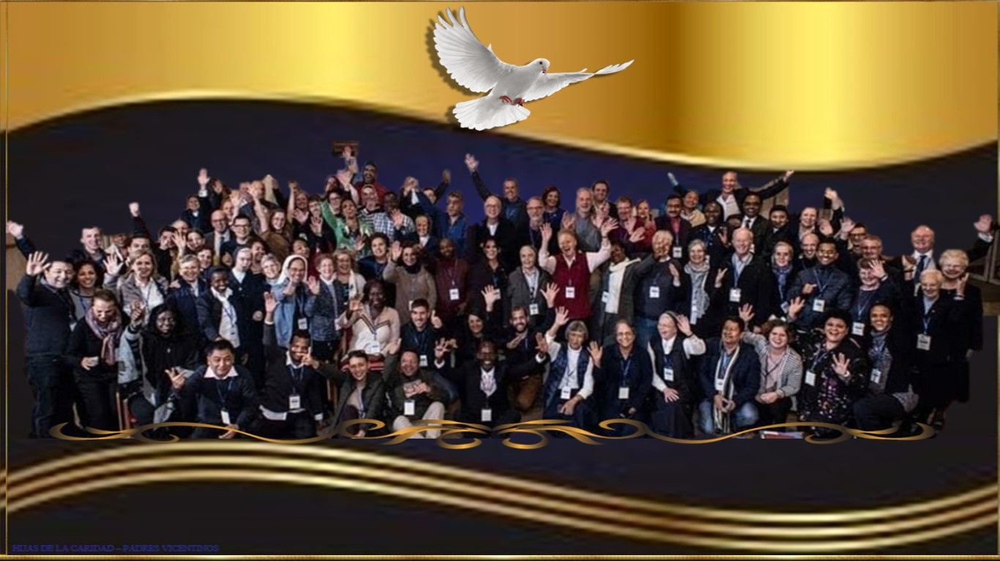 HIJAS DE LA CARIDAD – PADRES VICENTINOS